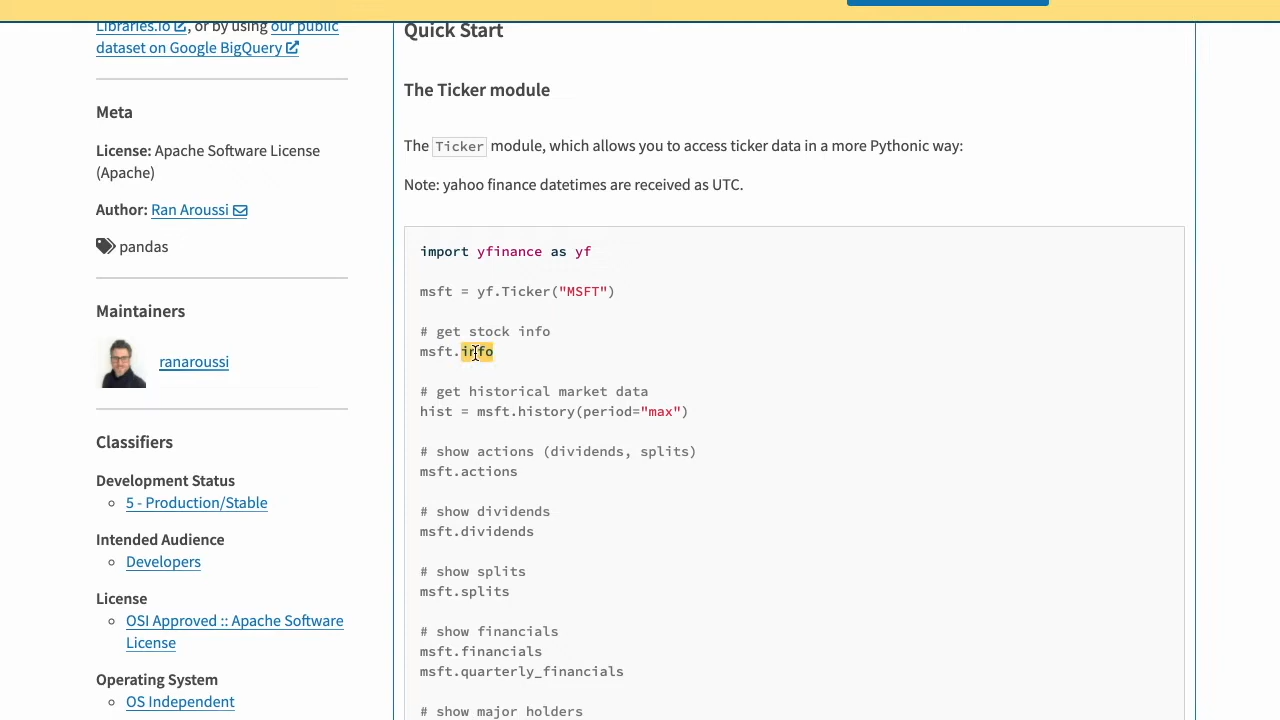 Libraries.io, or by using our public
dataset on Google BigQuery
Meta
License: Apache Software License
(Apache)
Author: Ran Aroussi
pandas
Maintainers
ranaroussi
Classifiers
Development Status
5 - Production/Stable
Intended Audience
Developers
License
OSI Approved :: Apache Software
License
Operating System
OS Independent
Quick Start
The Ticker module
The Ticker module, which allows you to access ticker data in a more Pythonic way:
Note: yahoo finance datetimes are received as UTC.
import yfinance as yf
msft = yf.Ticker("MSFT")
# get stock info
msft.info
# get historical market data
hist = msft.history(period="max")
# show actions (dividends, splits)
msft.actions
# show dividends
msft.dividends
# show splits
msft.splits
# show financials
msft.financials
msft.quarterly_financials
# show major holders